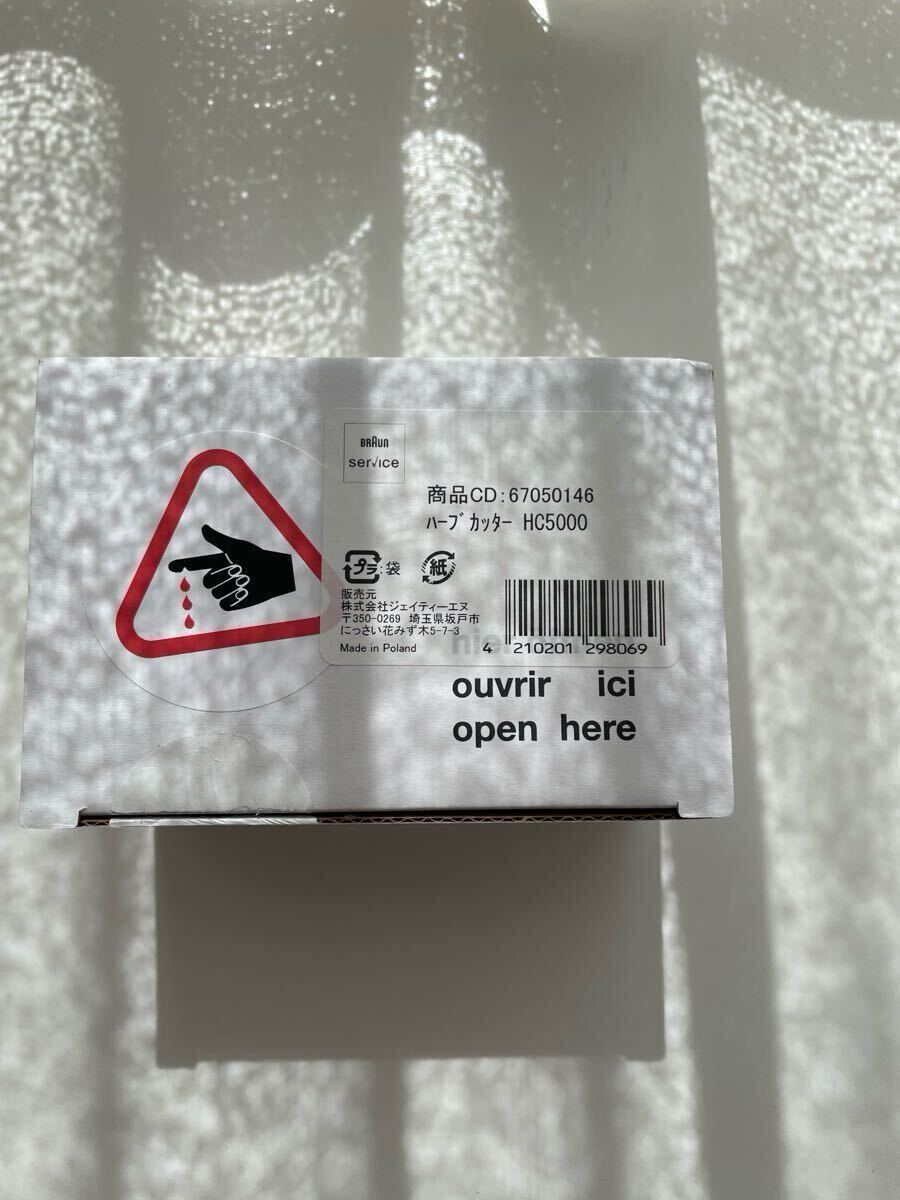 BRAUN
service
商品CD:67050146
ﾊｰﾌﾞｶｯﾀｰ HC5000
プラ:袋
紙
販売元
株式会社ジェイティーエヌ
〒350-0269 埼玉県坂戸市
にっさい花みず木5-7-3
Made in Poland
4 210201 298069
ouvrir ici
open here